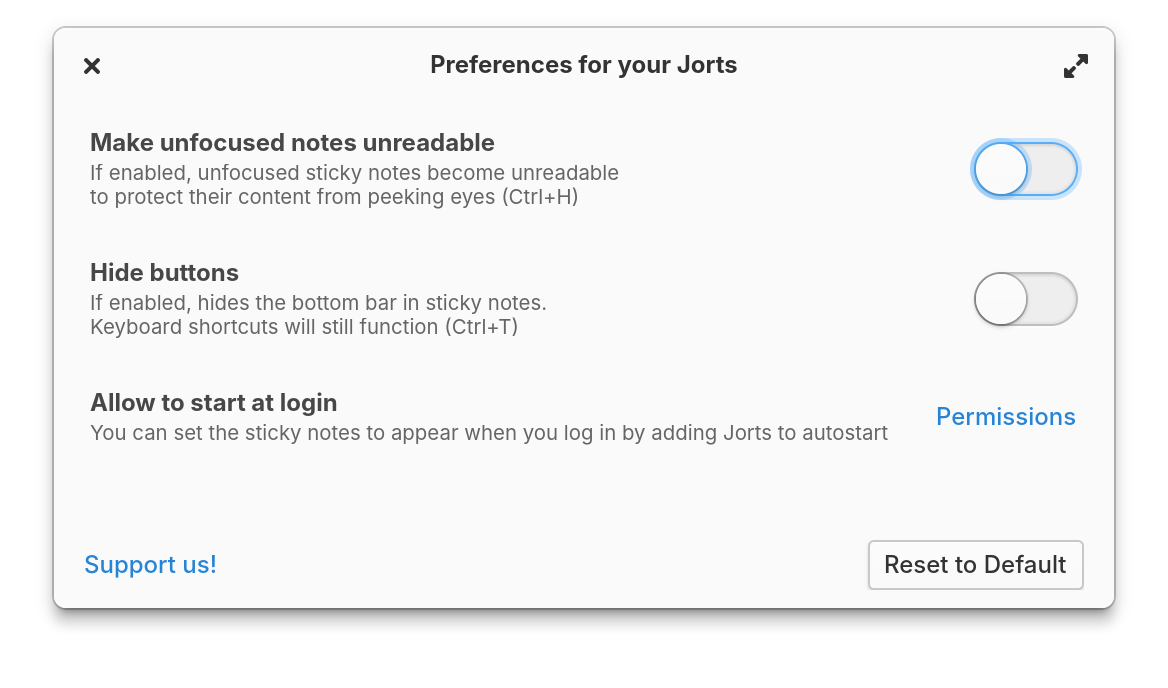 Preferences for your Jorts
Make unfocused notes unreadable
If enabled, unfocused sticky notes become unreadable
to protect their content from peeking eyes (Ctrl+H)
Hide buttons
If enabled, hides the bottom bar in sticky notes.
Keyboard shortcuts will still function (Ctrl+T)
Allow to start at login
You can set the sticky notes to appear when you log in by adding Jorts to autostart
Permissions
Support us!
Reset to Default